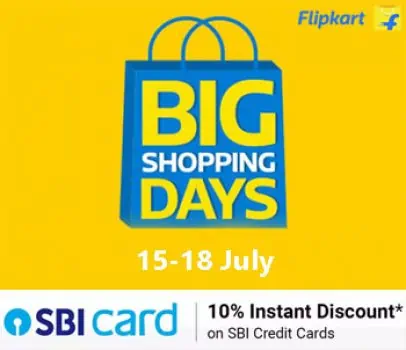 Flipkart
BIG
SHOPPING
DAYS
15-18 July
SBI card
10% Instant Discount*
on SBI Credit Cards